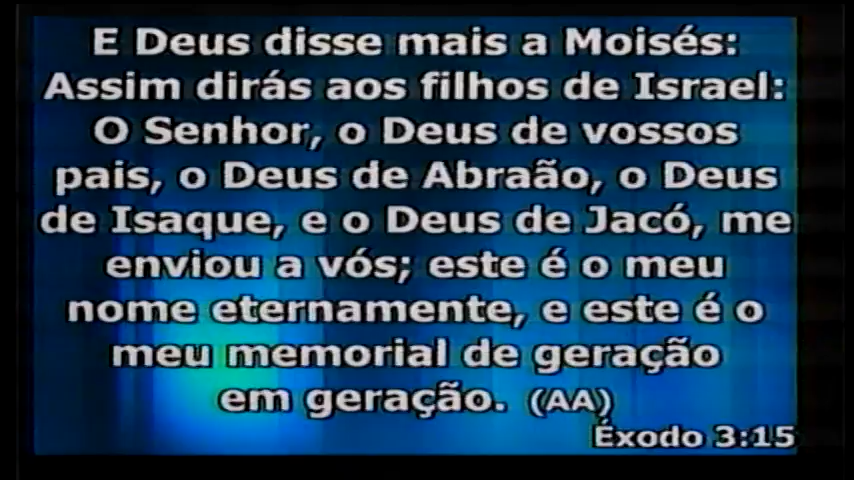 E Deus disse mais a Moisés:
Assim dirás aos filhos de Israel:
O Senhor, o Deus de vossos
pais, o Deus de Abraão, o Deus
de Isaque, e o Deus de Jacó, me
enviou a vós; este é o meu
nome eternamente, e este é o
meu memorial de geração
em geração. (AA)
Éxodo 3:15